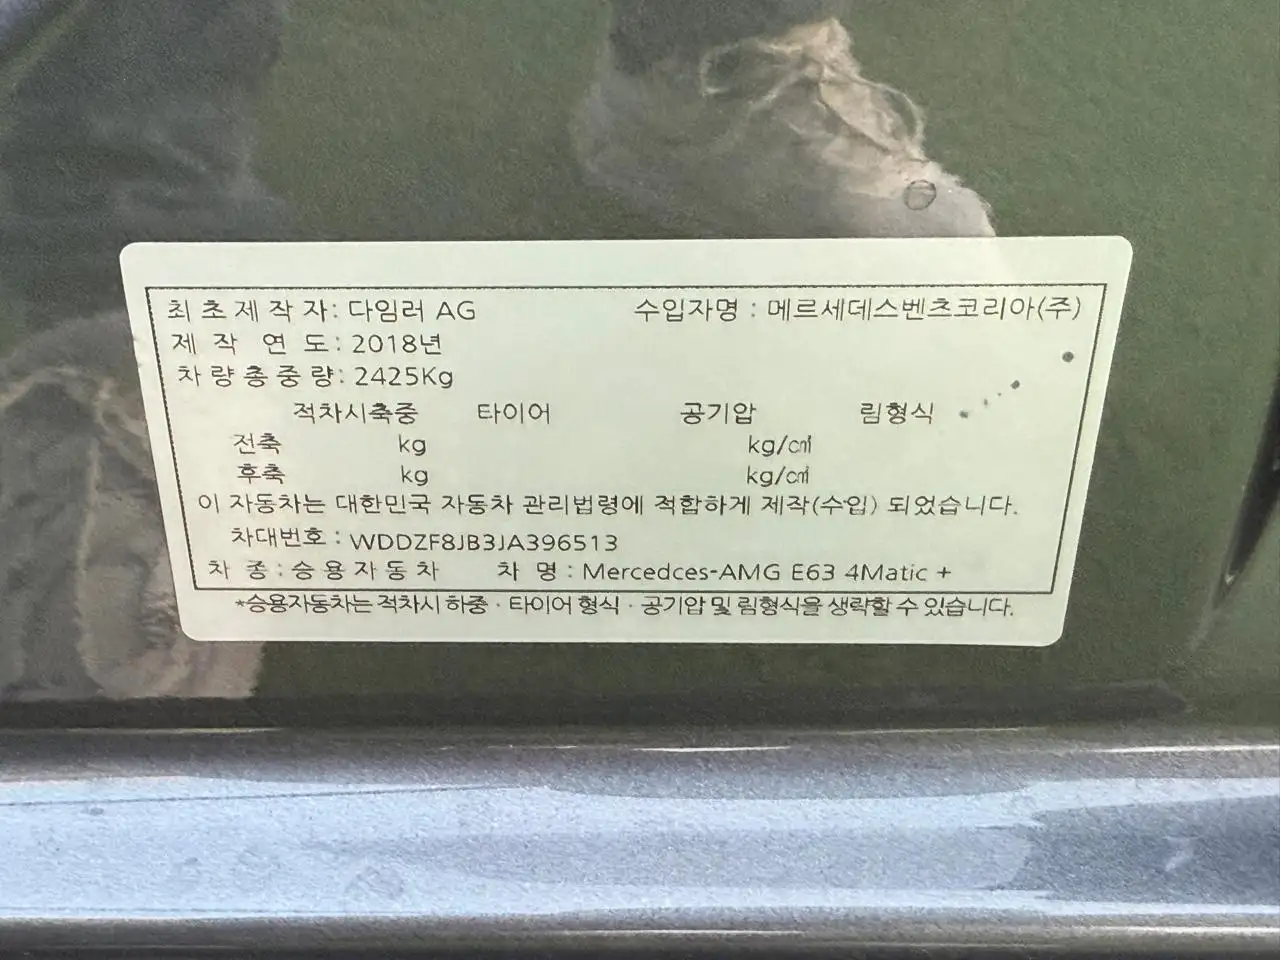 최초제작자: 다임러 AG 수입자명 : 메르세데스벤츠코리아(주)
제 작 연 도: 2018년
차량총중량: 2425Kg
적차시축중 타이어 공기압 림형식
전축 kg kg/㎠
후축 kg kg/㎠
이 자동차는 대한민국 자동차 관리법령에 적합하게 제작(수입) 되었습니다.
차대번호 : WDDZF8JB3JA396513
차 종 : 승용자동차 차 명 : Mercedces-AMG E63 4Matic +
*승용자동차는 적차시 하중 · 타이어 형식 · 공기압 및 림형식을 생략할 수 있습니다.